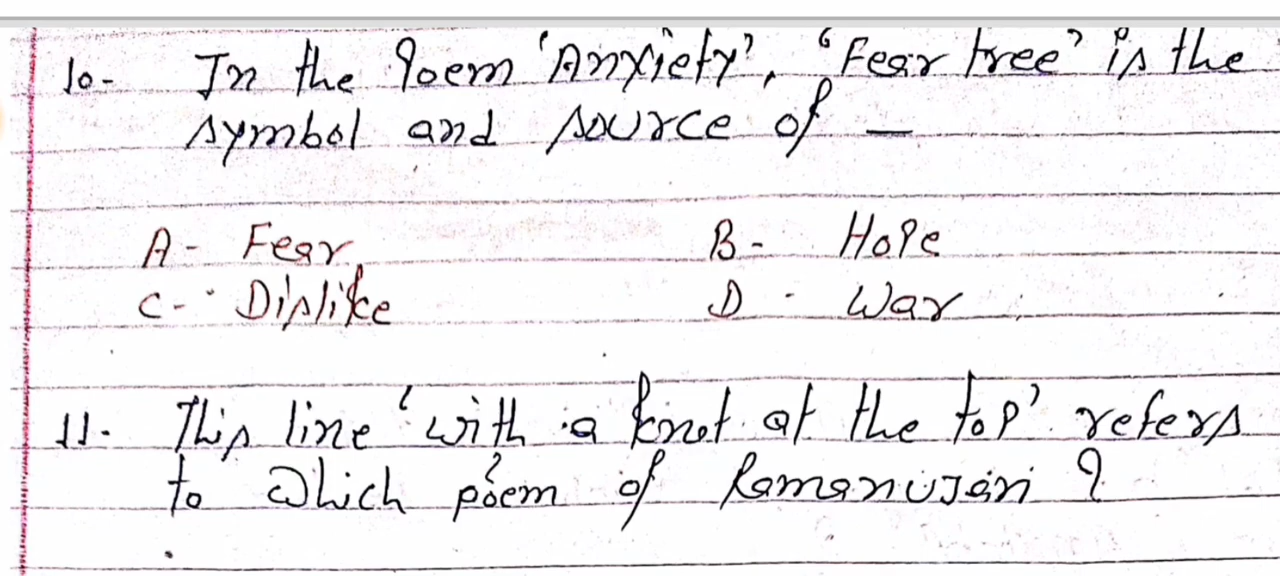 10- In the Poem 'Anxiety', 'Fear tree' is the
symbol and source of —
A- Fear B- Hope
C- Dislike D - War
11- This line 'with a knot at the top' refers
to which poem of Ramanujan ?